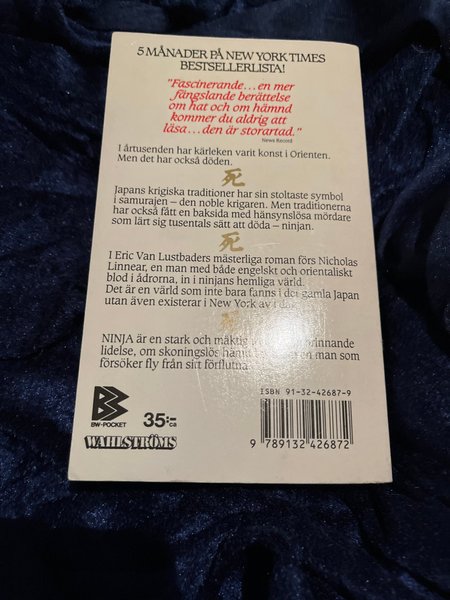 5 MÅNADER PÅ NEW YORK TIMES
BESTSELLERLISTA!
"Fascinerande...en mer
fängslande berättelse
om hat och om hämnd
kommer du aldrig att
läsa...den är storartad."
News Record
I årtusenden har kärleken varit konst i Orienten.
Men det har också döden.
死
Japans krigiska traditioner har sin stoltaste symbol
i samurajen – den noble krigaren. Men traditionerna
har också fått en baksida med hänsynslösa mördare
som lärt sig tusentals sätt att döda – ninjan.
死
I Eric Van Lustbaders mästerliga roman förs Nicholas
Linnear, en man med både engelskt och orientaliskt
blod i ådrorna, in i ninjans hemliga värld.
Det är en värld som inte bara fanns i det gamla Japan
utan även existerar i New York av
NINJA är en stark och mäktig brinnande
lidelse, om skoningslös en man som
försöker fly från sitt förflutna
ISBN 91-32-42687-9
BW-POCKET
35:-
ca
WAHLSTRÖMS
9 789132 426872